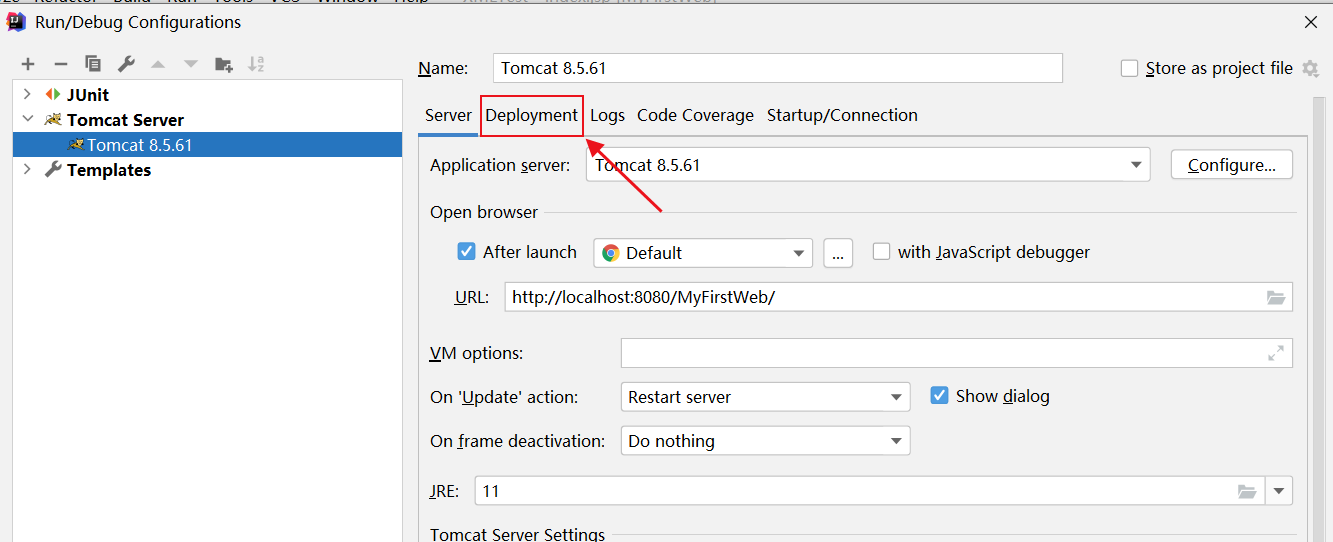 Run/Debug Configurations
Name: Tomcat 8.5.61 Store as project file
JUnit
Tomcat Server
Tomcat 8.5.61
Templates
Server Deployment Logs Code Coverage Startup/Connection
Application server: Tomcat 8.5.61 Configure...
Open browser
After launch Default ... with JavaScript debugger
URL: http://localhost:8080/MyFirstWeb/
VM options:
On 'Update' action: Restart server Show dialog
On frame deactivation: Do nothing
JRE: 11
Tomcat Server Settings